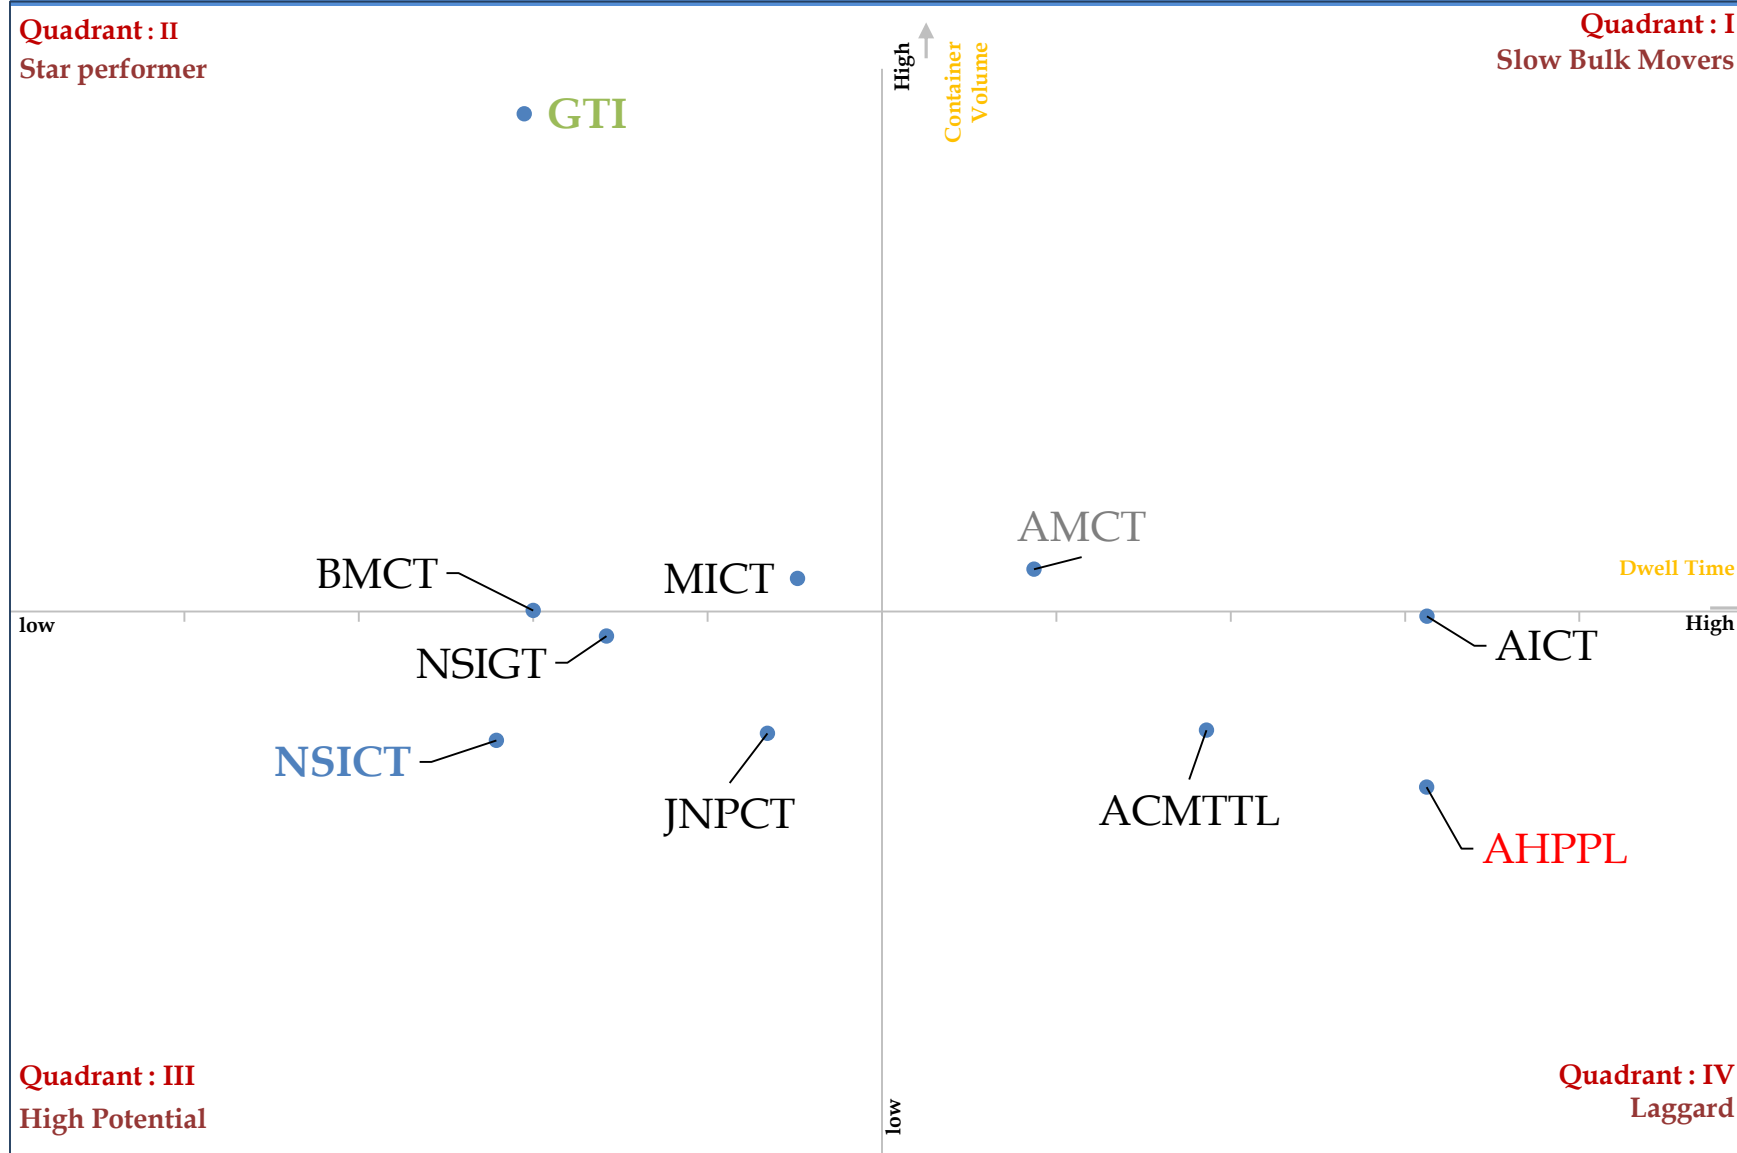 Quadrant : II
Star performer
Quadrant : I
Slow Bulk Movers
High
Container
Volume
GTI
AMCT
BMCT
MICT
Dwell Time
low
High
NSIGT
AICT
NSICT
JNPCT
ACMTTL
AHPPL
Quadrant : III
High Potential
Quadrant : IV
Laggard
low